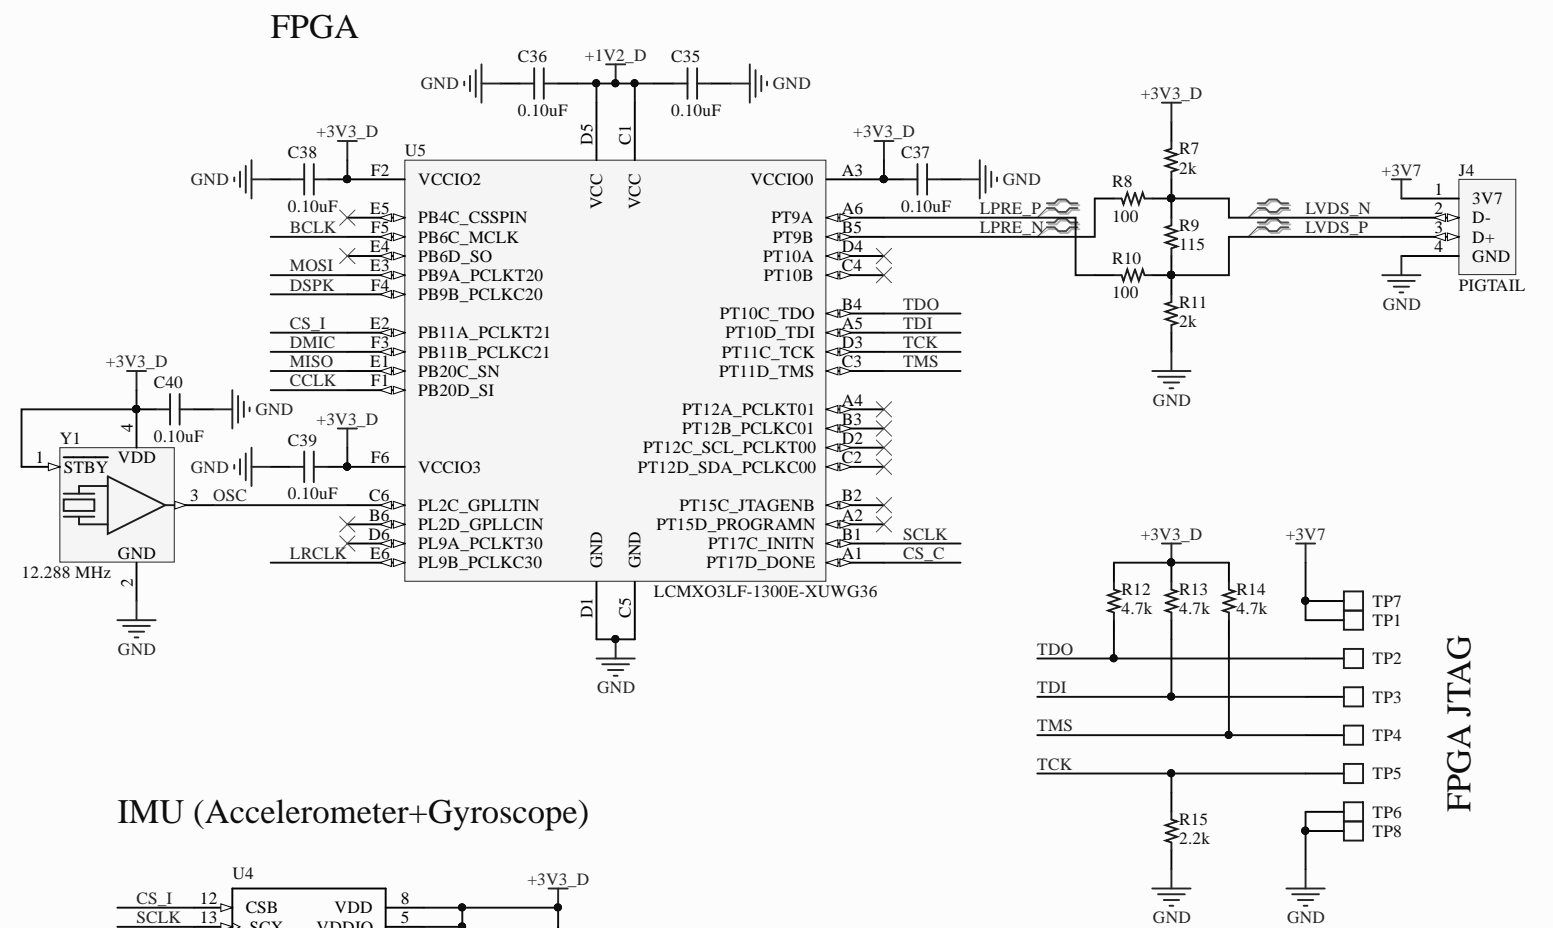 FPGA
C36
+1V2_D
C35
GND
GND
0.10uF
0.10uF
D5
C1
+3V3_D
C38
GND
0.10uF
F2
U5
VCCIO2
VCC
VCC
VCCIO0
A3
+3V3_D
C37
GND
0.10uF
E5
PB4C_CSSPIN
BCLK
F5
PB6C_MCLK
E4
PB6D_SO
MOSI
E3
PB9A_PCLKT20
DSPK
F4
PB9B_PCLKC20
CS_I
E2
PB11A_PCLKT21
DMIC
F3
PB11B_PCLKC21
MISO
E1
PB20C_SN
CCLK
F1
PB20D_SI
PT9A
A6
LPRE_P
PT9B
B5
LPRE_N
PT10A
D4
PT10B
C4
PT10C_TDO
B4
TDO
PT10D_TDI
A5
TDI
PT11C_TCK
D3
TCK
PT11D_TMS
C3
TMS
PT12A_PCLKT01
A4
PT12B_PCLKC01
B3
PT12C_SCL_PCLKT00
D2
PT12D_SDA_PCLKC00
C2
PT15C_JTAGENB
B2
PT15D_PROGRAMN
A2
PT17C_INITN
B1
SCLK
PT17D_DONE
A1
CS_C
+3V3_D
C39
GND
0.10uF
F6
VCCIO3
C6
PL2C_GPLLTIN
B6
PL2D_GPLLCIN
D6
PL9A_PCLKT30
LRCLK
E6
PL9B_PCLKC30
GND
GND
LCMXO3LF-1300E-XUWG36
D1
C5
GND
+3V3_D
C40
GND
0.10uF
Y1
4
1
STBY
VDD
3
OSC
GND
12.288 MHz
2
GND
+3V3_D
R7
2k
R8
100
R9
115
R10
100
R11
2k
GND
LVDS_N
LVDS_P
+3V7
J4
1
3V7
2
D-
3
D+
4
GND
PIGTAIL
GND
+3V3_D
+3V7
R12
4.7k
R13
4.7k
R14
4.7k
TP7
TP1
TDO
TP2
TDI
TP3
TMS
TP4
TCK
TP5
TP6
TP8
R15
2.2k
GND
GND
FPGA JTAG
IMU (Accelerometer+Gyroscope)
U4
+3V3_D
CS_I
12
CSB
VDD
8
SCLK
13
SCX
VDDIO
5